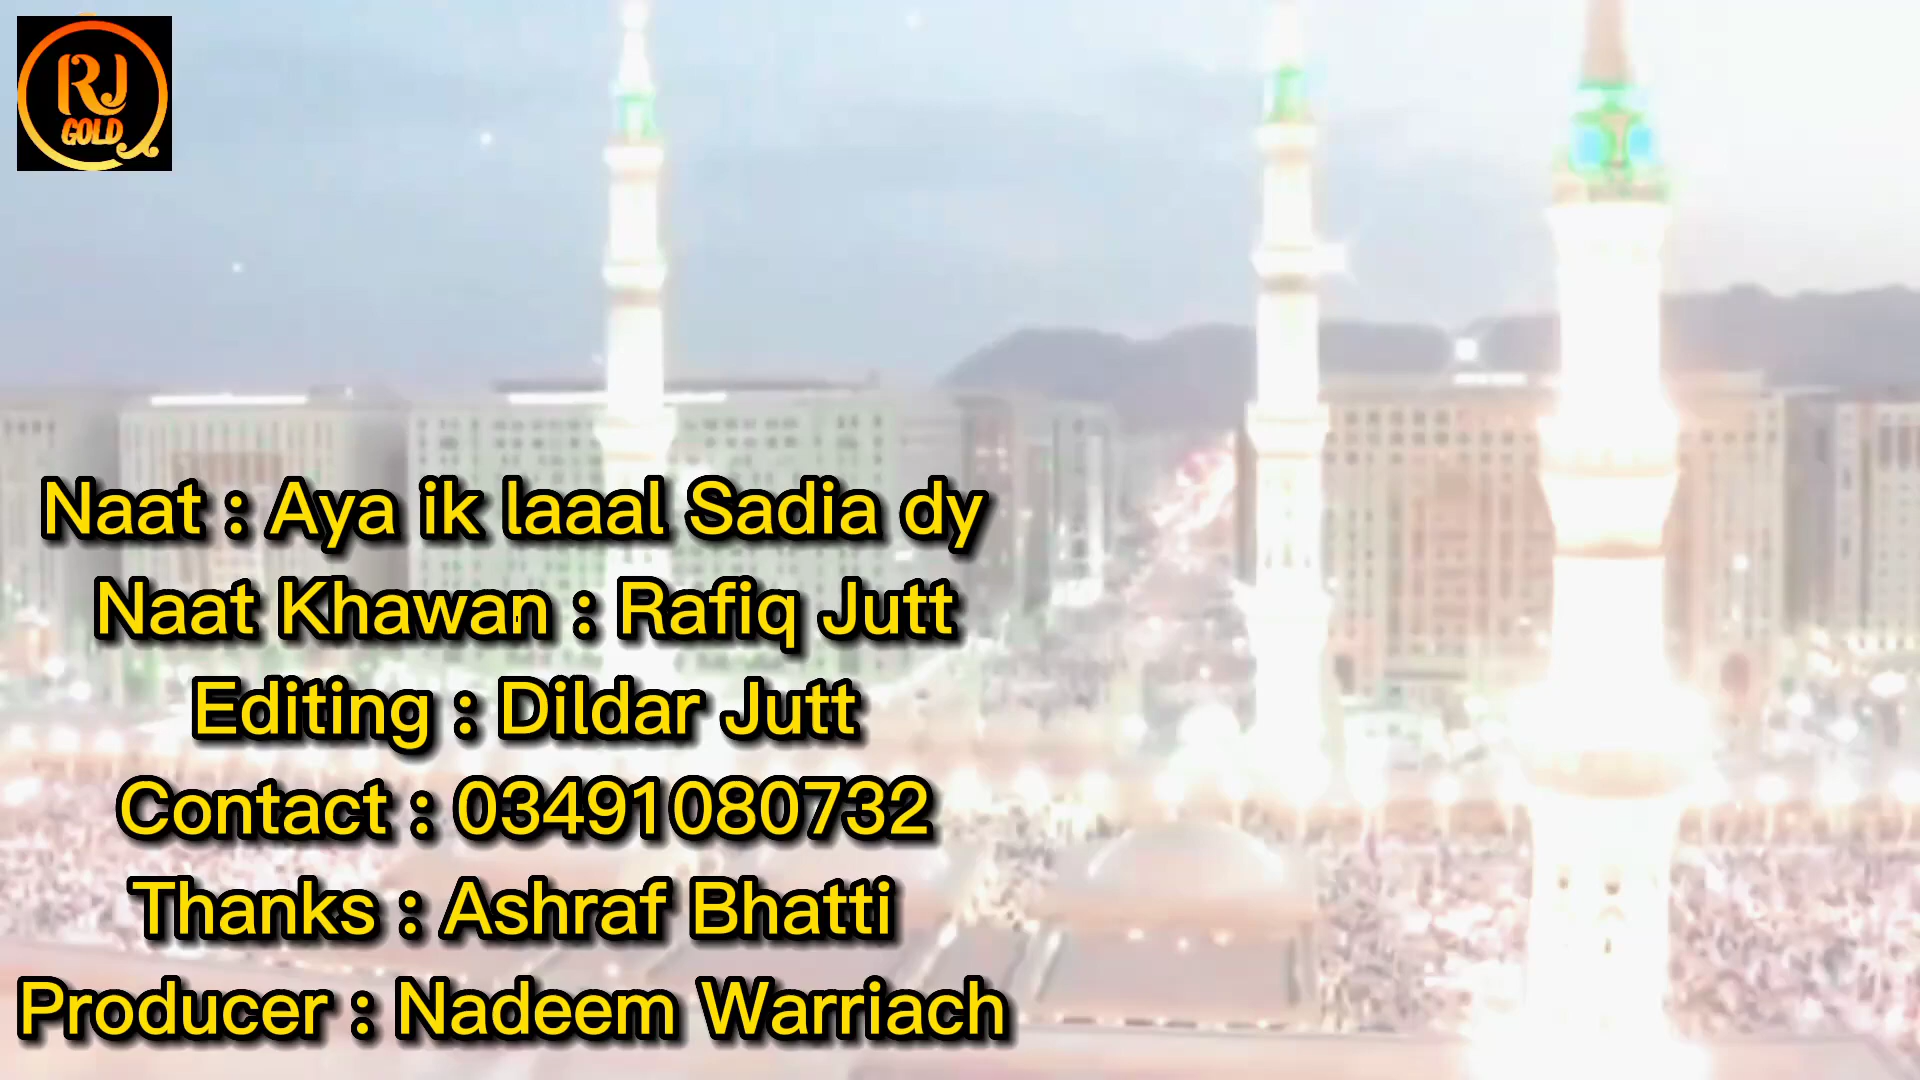 RJ
GOLD
Naat : Aya ik laaal Sadia dy
Naat Khawan : Rafiq Jutt
Editing : Dildar Jutt
Contact : 03491080732
Thanks : Ashraf Bhatti
Producer : Nadeem Warriach